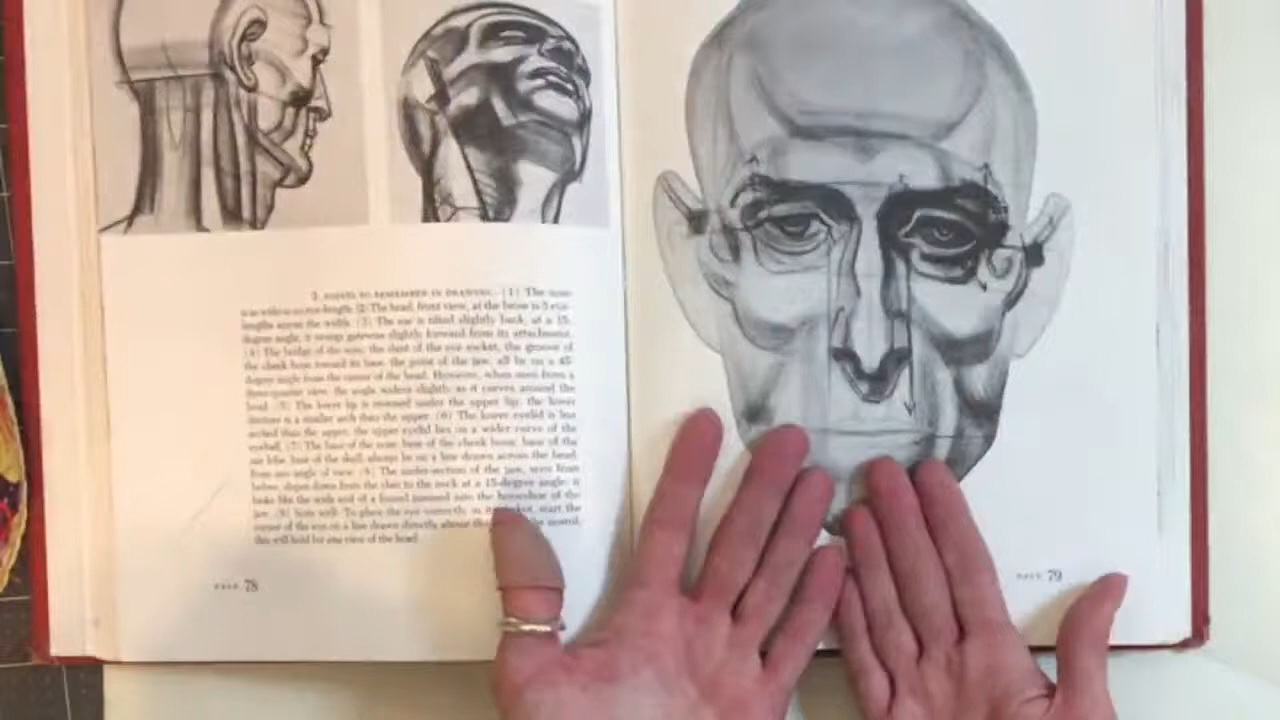 2. POINTS TO REMEMBER IN DRAWING. (1) The nose
is as wide as an eye-length. (2) The head, front view, at the brow is 5 eye-
lengths across the width. (3) The ear is tilted slightly back, at a 15-
degree angle; it swings outward slightly forward from its attachment.
(4) The bridge of the nose, the slant of the eye socket, the groove of
the cheek bone toward its base, the point of the jaw, all lie on a 45-
degree angle from the center of the head. However, when seen from a
three-quarter view, the angle widens slightly as it curves around the
head. (5) The lower lip is recessed under the upper lip; the lower
is a smaller arch than the upper. (6) The lower eyelid is less
arched than the upper; the upper eyelid lies on a wider curve of the
eyeball. (7) The base of the nose, base of the cheek bone, base of the
ear lobe, base of the skull always lie on a line drawn across the head,
from any angle of view. (8) The under-section of the jaw, seen from
below, slopes down from the chin to the neck at a 15-degree angle; it
looks like the wide end of a funnel inserted into the horseshoe of the
jaw. (9) Note well: To place the eye correctly in start the
corner of the eye on a line drawn directly above the nostril;
this will hold for any view of the head.
PAGE 78
PAGE 79